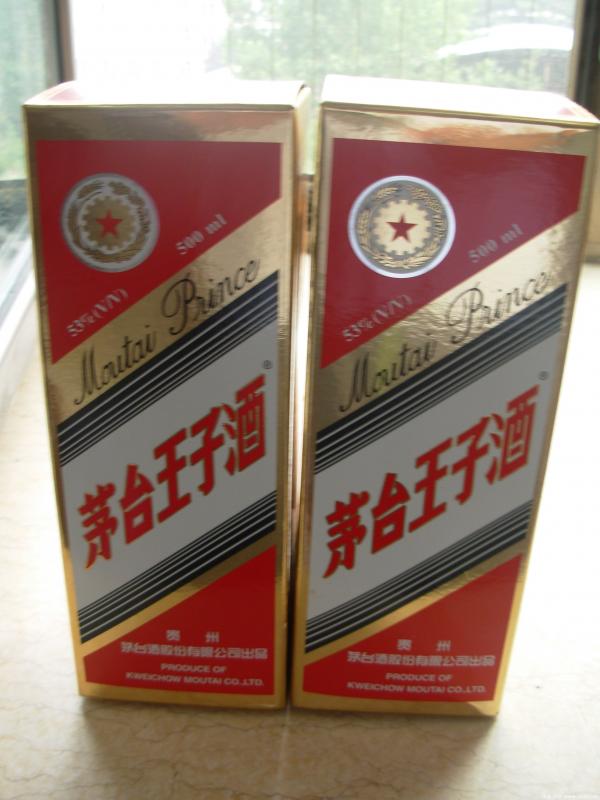 500 ml
53%(V/V)
Moutai Prince
®
茅台王子酒
贵 州
茅台酒股份有限公司出品
PRODUCE OF
KWEICHOW MOUTAI CO.,LTD.
500 ml
53%(V/V)
Moutai Prince
®
茅台王子酒
贵 州
茅台酒股份有限公司出品
PRODUCE OF
KWEICHOW MOUTAI CO.,LTD.